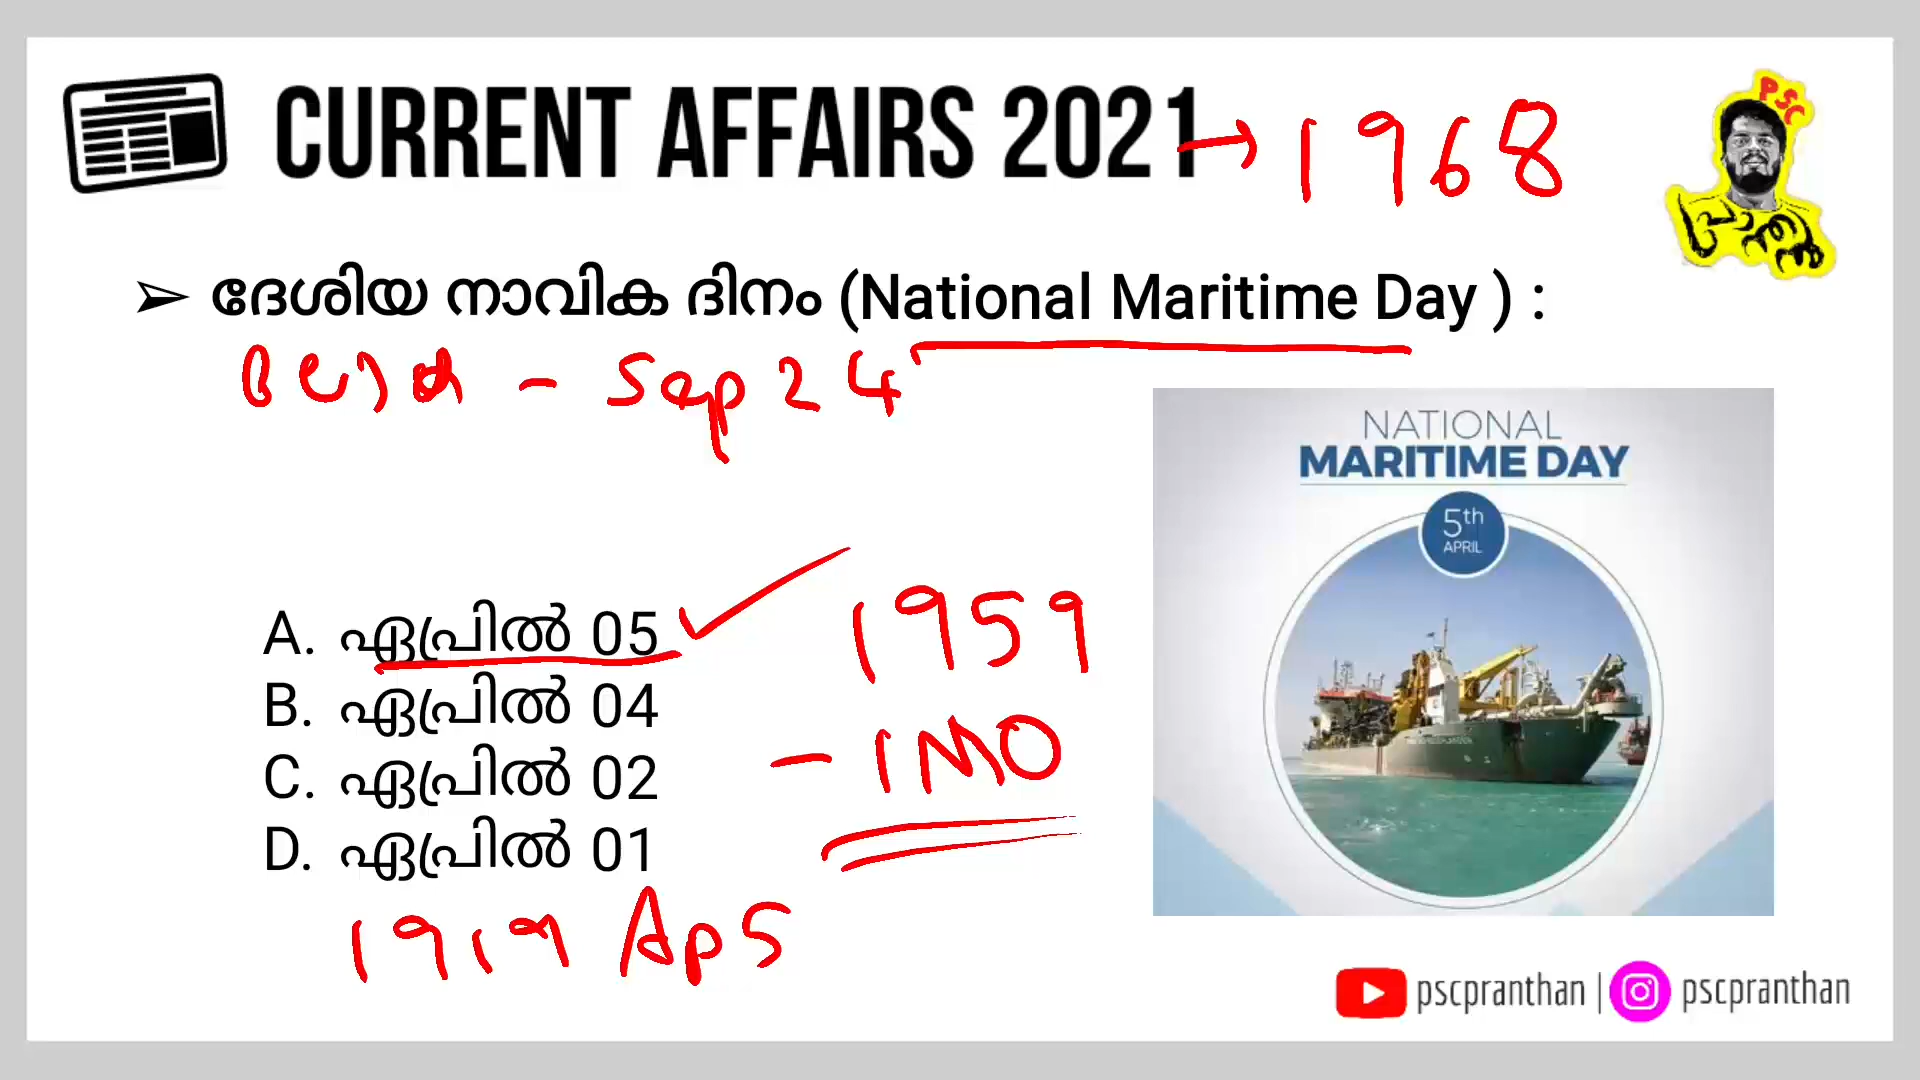 CURRENT AFFAIRS 2021 → 1968
PSC
പ്രാന്തൻ
➢ ദേശിയ നാവിക ദിനം (National Maritime Day ) :
ലോക - Sep 24
NATIONAL
MARITIME DAY
5th
APRIL
A. ഏപ്രിൽ 05
B. ഏപ്രിൽ 04
C. ഏപ്രിൽ 02
D. ഏപ്രിൽ 01
1959
- IMO
1919 Ap 5
pscpranthan | pscpranthan